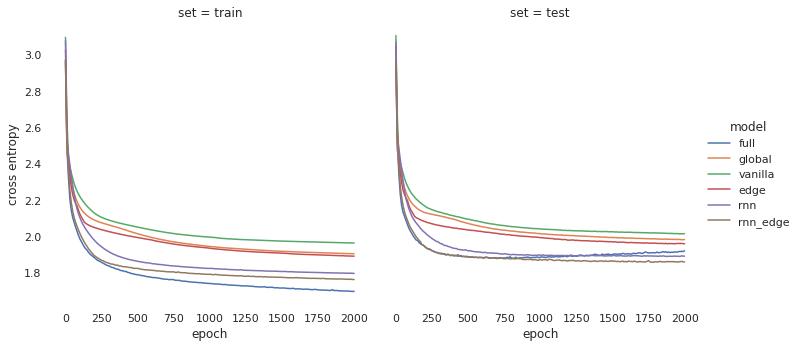 set = train
set = test
cross entropy
3.0
2.8
2.6
2.4
2.2
2.0
1.8
0 250 500 750 1000 1250 1500 1750 2000
epoch
0 250 500 750 1000 1250 1500 1750 2000
epoch
model
full
global
vanilla
edge
rnn
rnn_edge